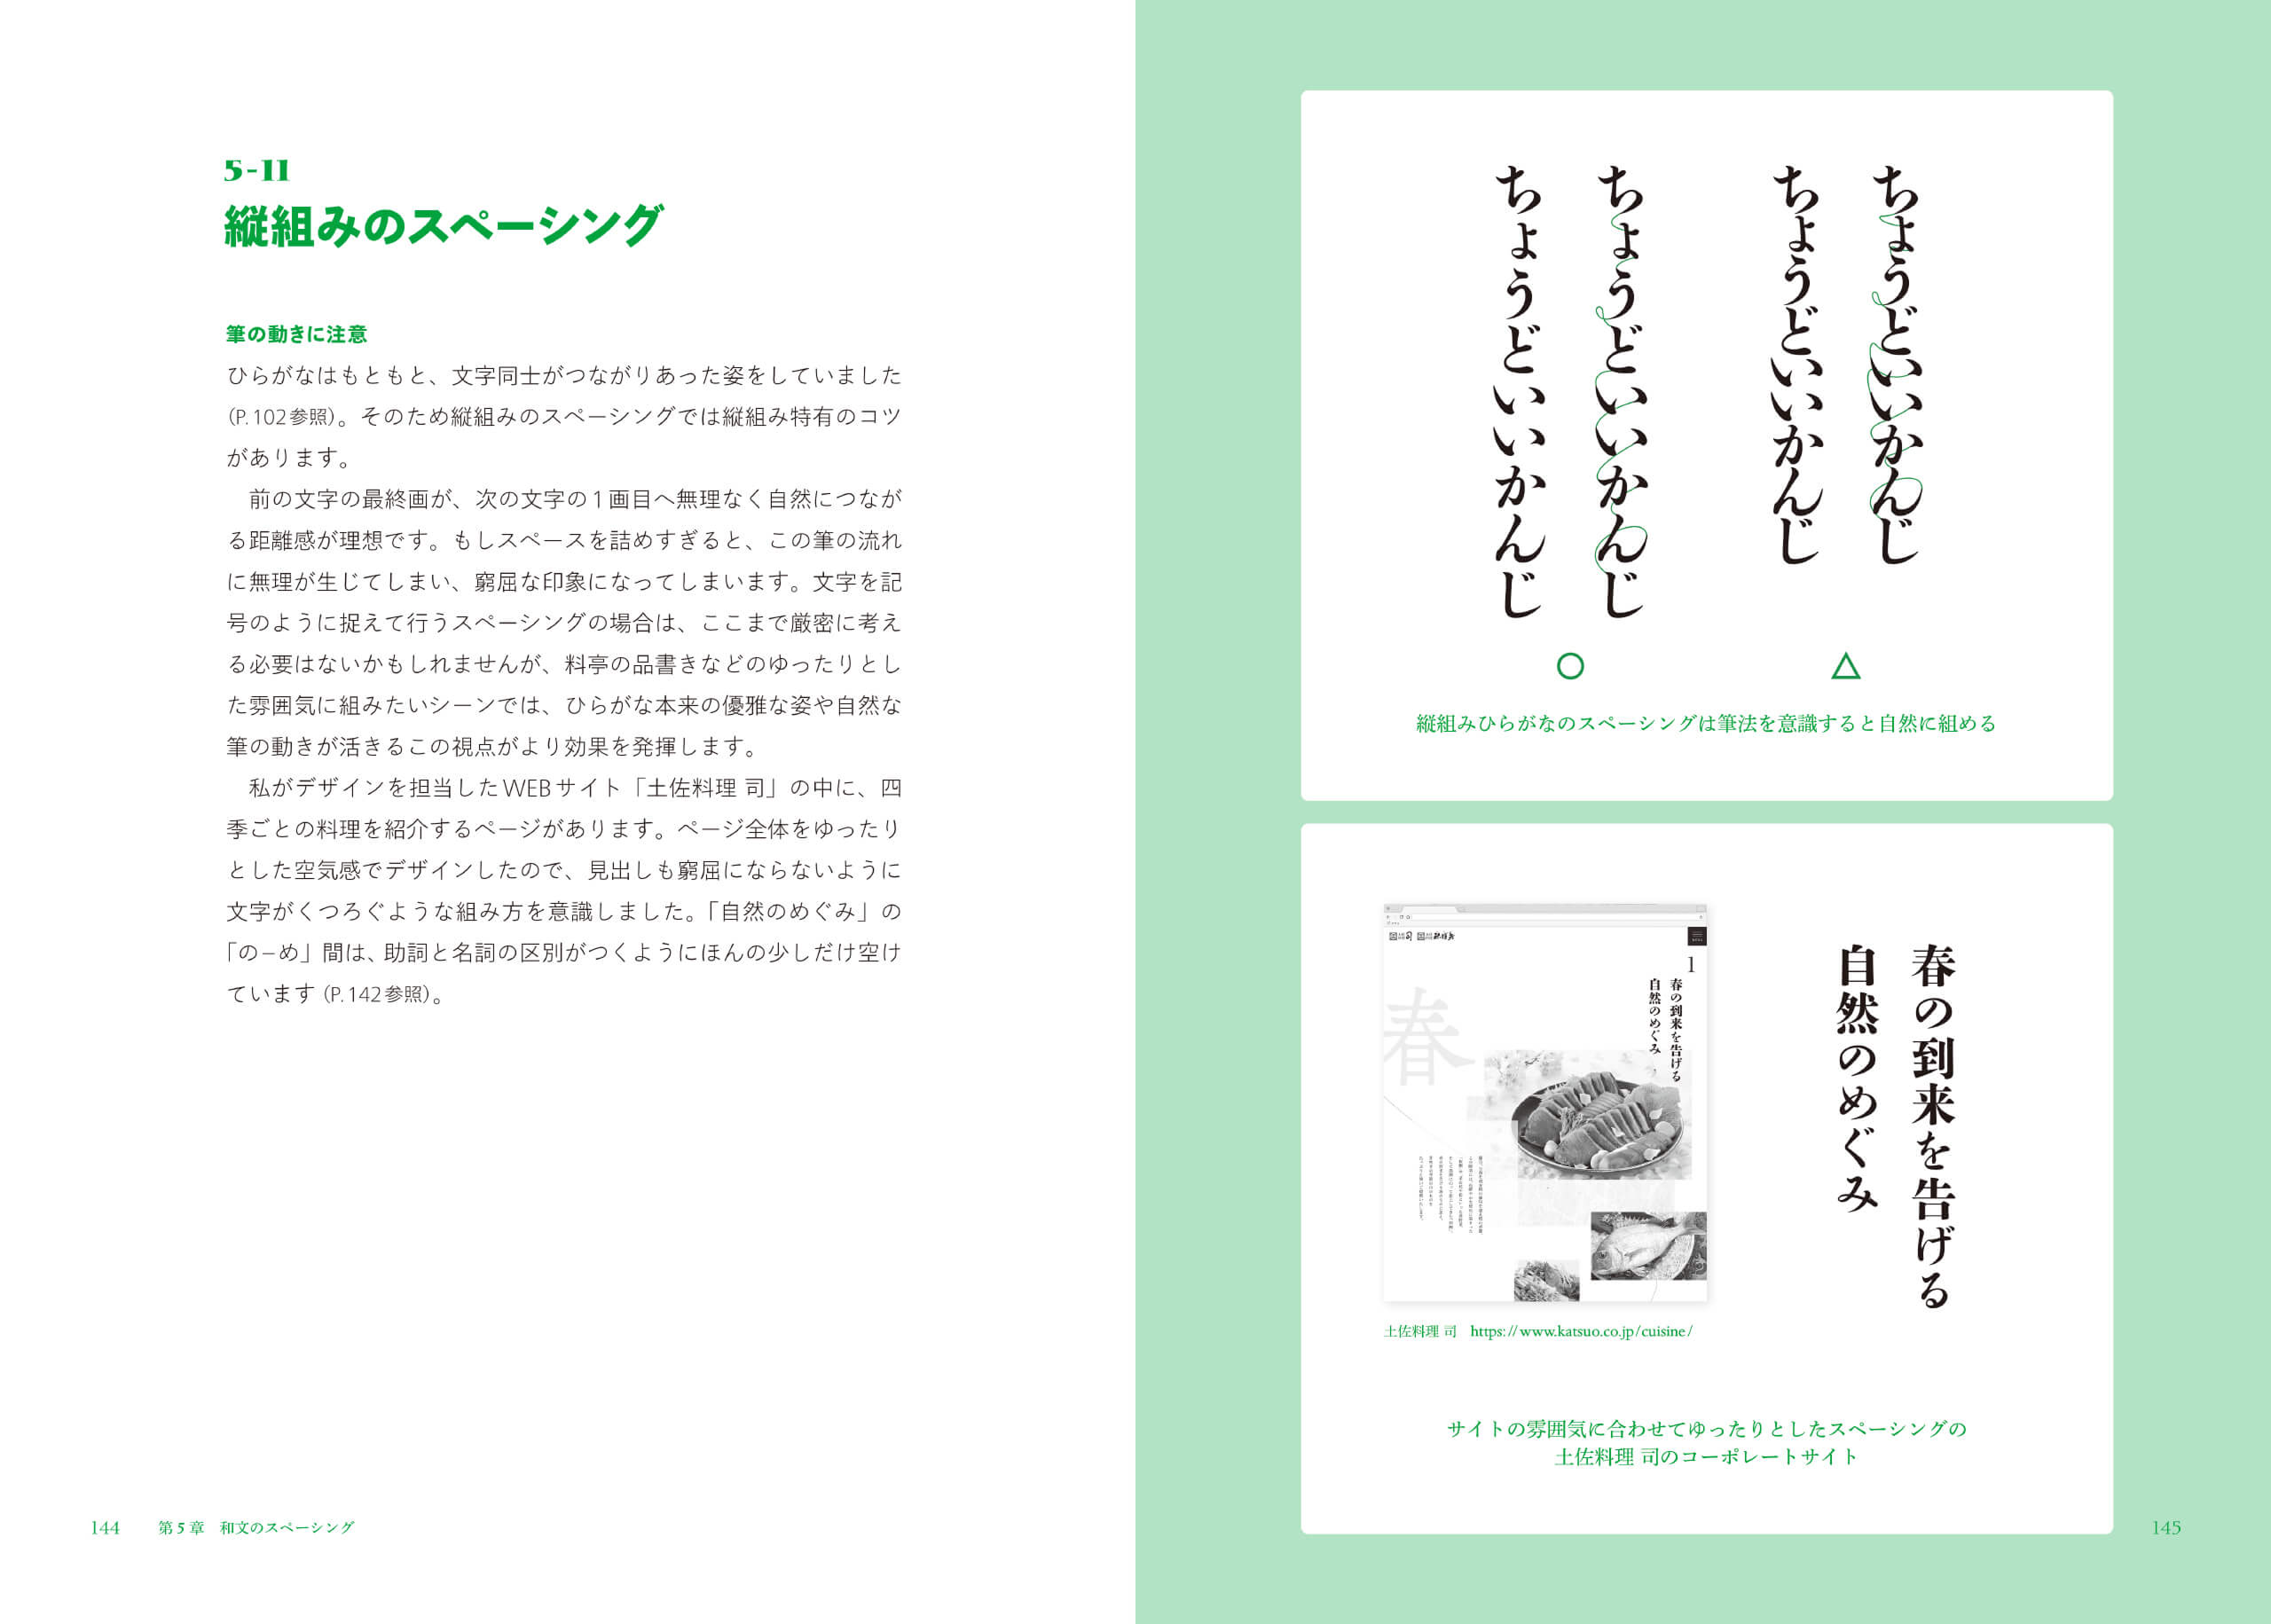 5-11
縦組みのスペーシング
筆の動きに注意
ひらがなはもともと、文字同士がつながりあった姿をしていました
（P.102参照）。そのため縦組みのスペーシングでは縦組み特有のコツ
があります。
　前の文字の最終画が、次の文字の1画目へ無理なく自然につなが
る距離感が理想です。もしスペースを詰めすぎると、この筆の流れ
に無理が生じてしまい、窮屈な印象になってしまいます。文字を記
号のように捉えて行うスペーシングの場合は、ここまで厳密に考え
る必要はないかもしれませんが、料亭の品書きなどのゆったりとし
た雰囲気に組みたいシーンでは、ひらがな本来の優雅な姿や自然な
筆の動きが活きるこの視点がより効果を発揮します。
　私がデザインを担当したWEBサイト「土佐料理 司」の中に、四
季ごとの料理を紹介するページがあります。ページ全体をゆったり
とした空気感でデザインしたので、見出しも窮屈にならないように
文字がくつろぐような組み方を意識しました。「自然のめぐみ」の
「の−め」間は、助詞と名詞の区別がつくようにほんの少しだけ空け
ています（P.142参照）。
144　第5章　和文のスペーシング
ちょうどいいかんじ
ちょうどいいかんじ
ちょうどいいかんじ
ちょうどいいかんじ
○
△
縦組みひらがなのスペーシングは筆法を意識すると自然に組める
春の到来を告げる
自然のめぐみ
1
春の到来を告げる
自然のめぐみ
春
土佐料理 司　https://www.katsuo.co.jp/cuisine/
サイトの雰囲気に合わせてゆったりとしたスペーシングの
土佐料理 司のコーポレートサイト
145